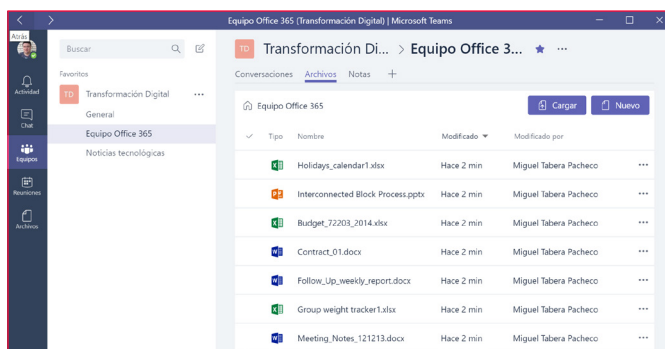 Equipo Office 365 (Transformación Digital) | Microsoft Teams
Atrás
Buscar
TD Transformación Di... > Equipo Office 3... ...
Actividad
Chat
Equipos
Reuniones
Archivos
Favoritos
TD Transformación Digital ...
General
Equipo Office 365
Noticias tecnológicas
Conversaciones Archivos Notas +
Equipo Office 365 Cargar Nuevo
Tipo Nombre Modificado Modificado por
Holidays_calendar1.xlsx Hace 2 min Miguel Tabera Pacheco ...
Interconnected Block Process.pptx Hace 2 min Miguel Tabera Pacheco ...
Budget_72203_2014.xlsx Hace 2 min Miguel Tabera Pacheco ...
Contract_01.docx Hace 2 min Miguel Tabera Pacheco ...
Follow_Up_weekly_report.docx Hace 2 min Miguel Tabera Pacheco ...
Group weight tracker1.xlsx Hace 2 min Miguel Tabera Pacheco ...
Meeting_Notes_121213.docx Hace 2 min Miguel Tabera Pacheco ...